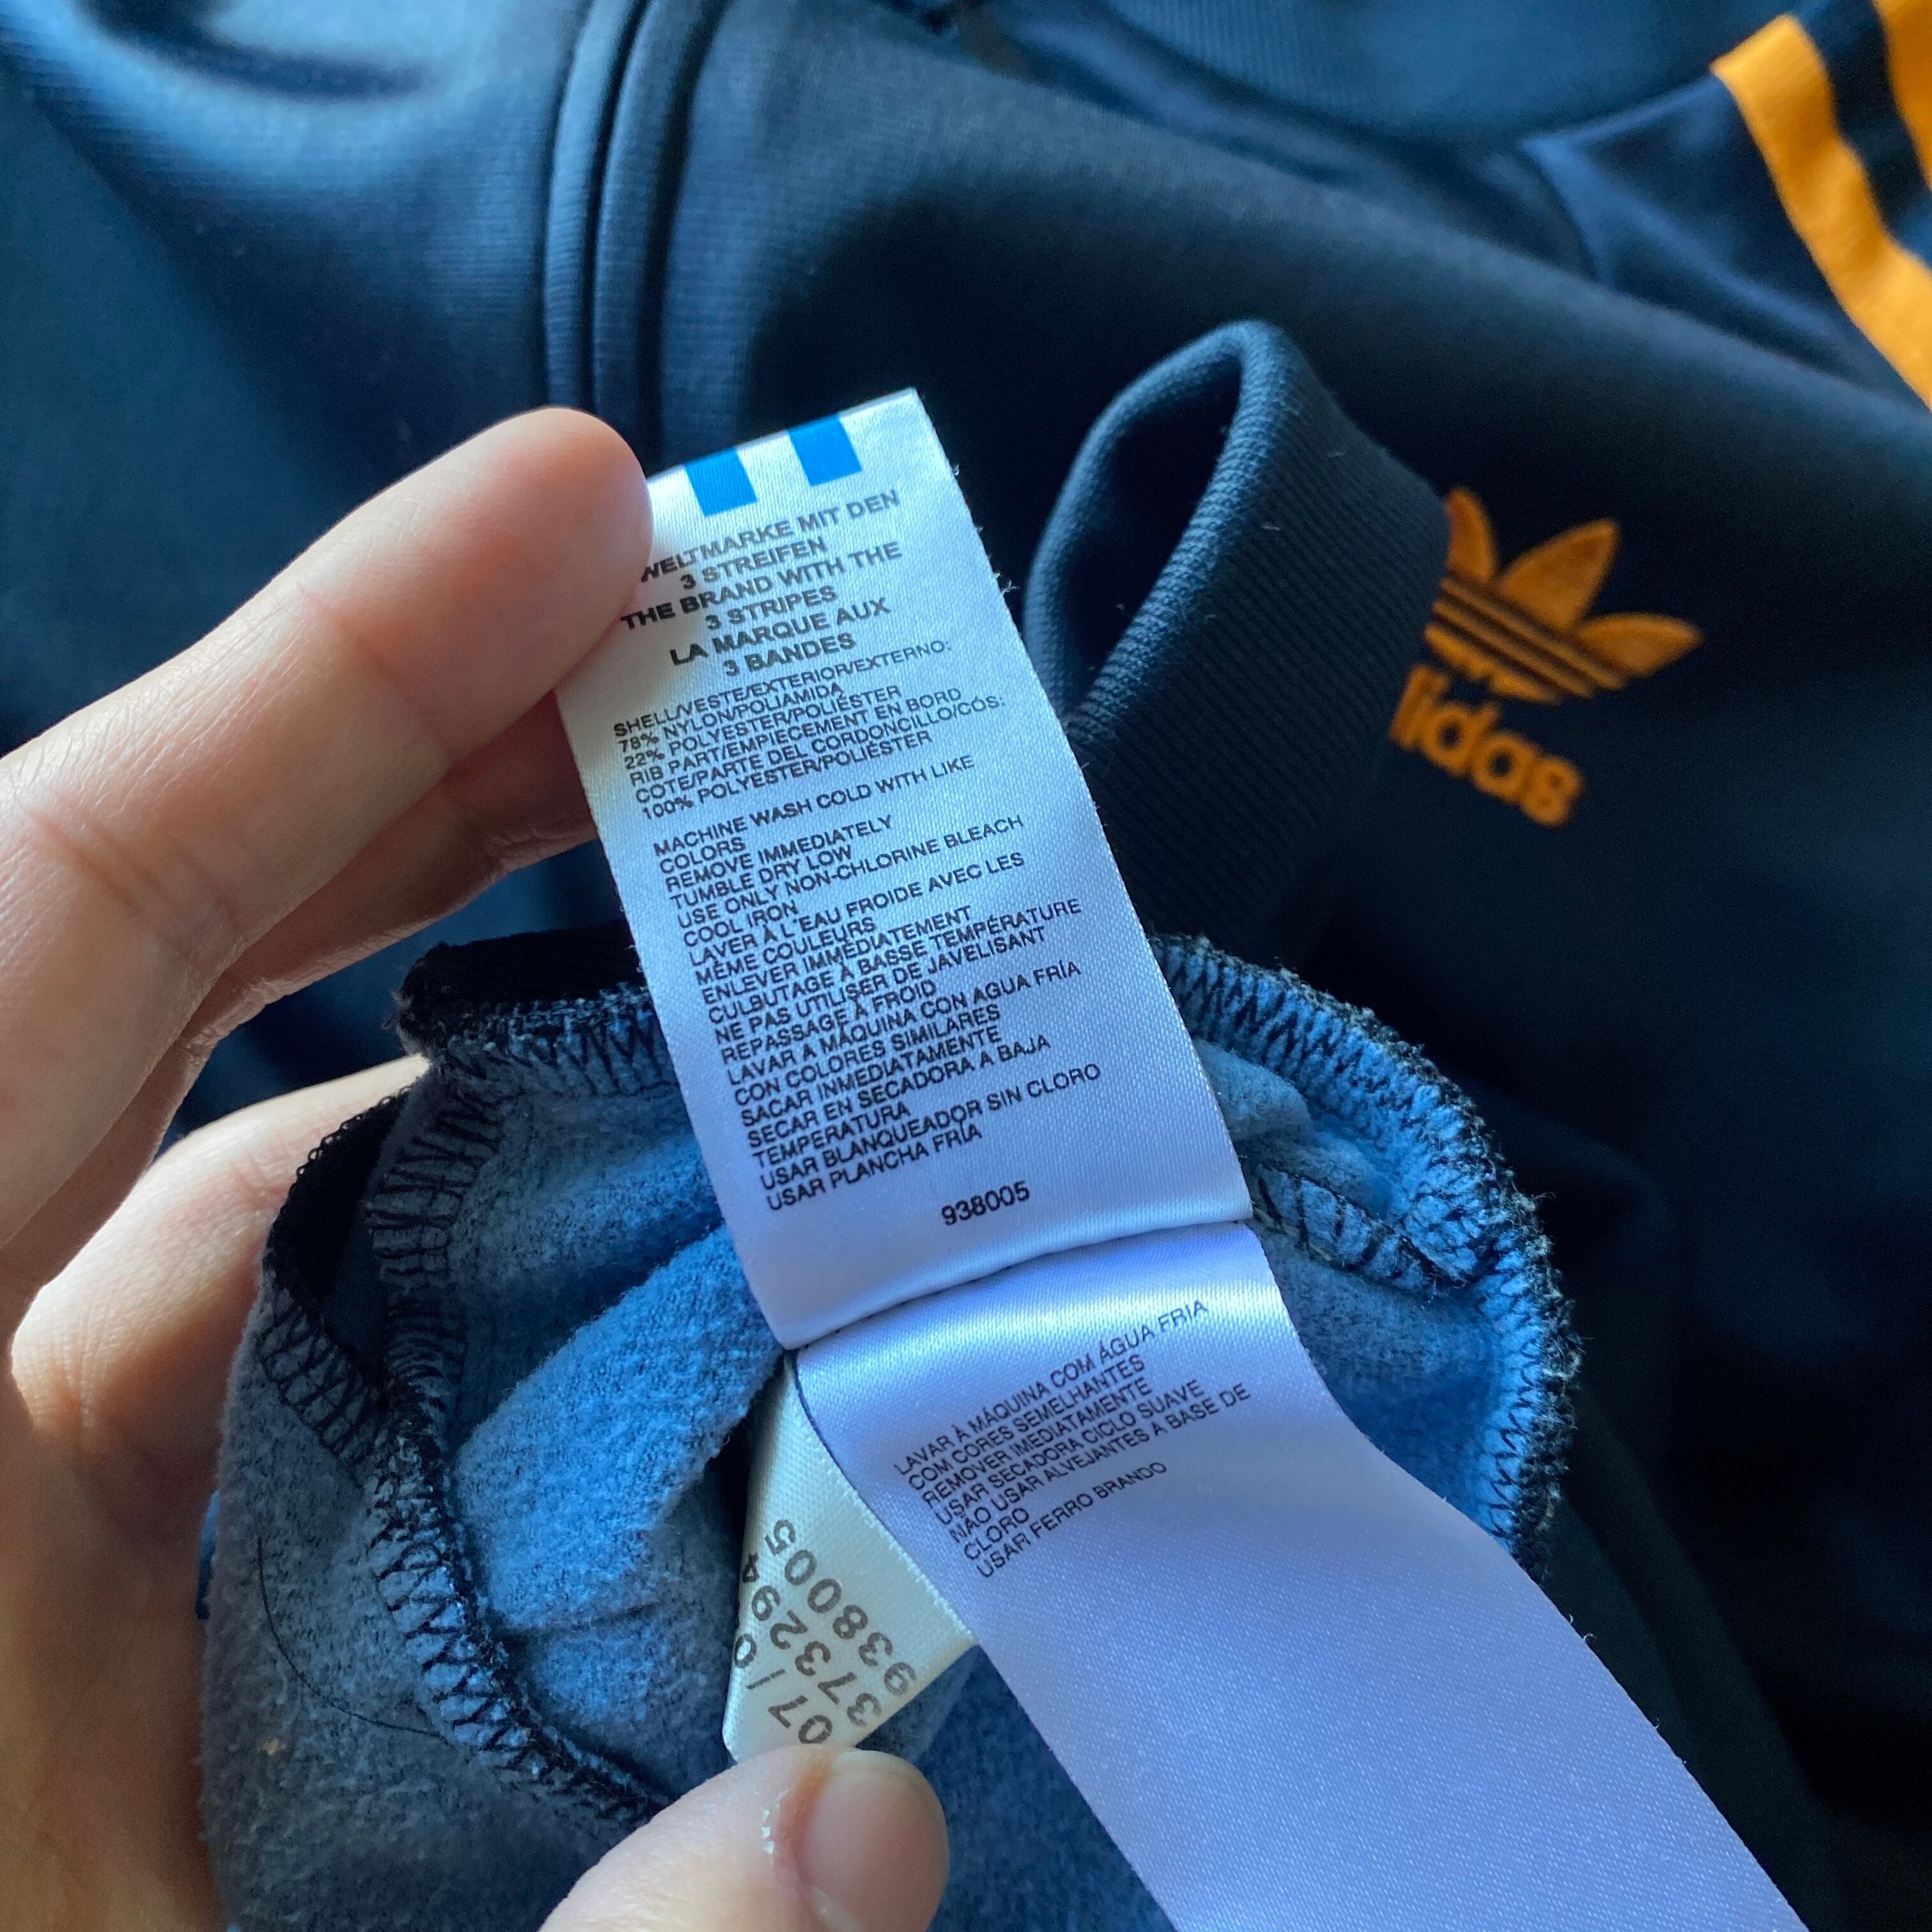 WELTMARKE MIT DEN
3 STREIFEN
THE BRAND WITH THE
3 STRIPES
LA MARQUE AUX
3 BANDES
SHELL/VESTE/EXTERIOR/EXTERNO:
78% NYLON/POLIAMIDA
22% POLYESTER/POLIÉSTER
RIB PART/EMPIECEMENT EN BORD
COTE/PARTE DEL CORDONCILLO/CÓS:
100% POLYESTER/POLIÉSTER
MACHINE WASH COLD WITH LIKE
COLORS
REMOVE IMMEDIATELY
TUMBLE DRY LOW
USE ONLY NON-CHLORINE BLEACH
COOL IRON
LAVER À L'EAU FROIDE AVEC LES
MÊME COULEURS
ENLEVER IMMÉDIATEMENT
CULBUTAGE À BASSE TEMPÉRATURE
NE PAS UTILISER DE JAVELISANT
REPASSAGE À FROID
LAVAR A MÁQUINA CON AGUA FRÍA
CON COLORES SIMILARES
SACAR INMEDIATAMENTE
SECAR EN SECADORA A BAJA
TEMPERATURA
USAR BLANQUEADOR SIN CLORO
USAR PLANCHA FRÍA
938005
LAVAR À MÁQUINA COM ÁGUA FRIA
COM CORES SEMELHANTES
REMOVER IMEDIATAMENTE
USAR SECADORA CICLO SUAVE
NÃO USAR ALVEJANTES A BASE DE
CLORO
USAR FERRO BRANDO
07/0
373294
938005
didas